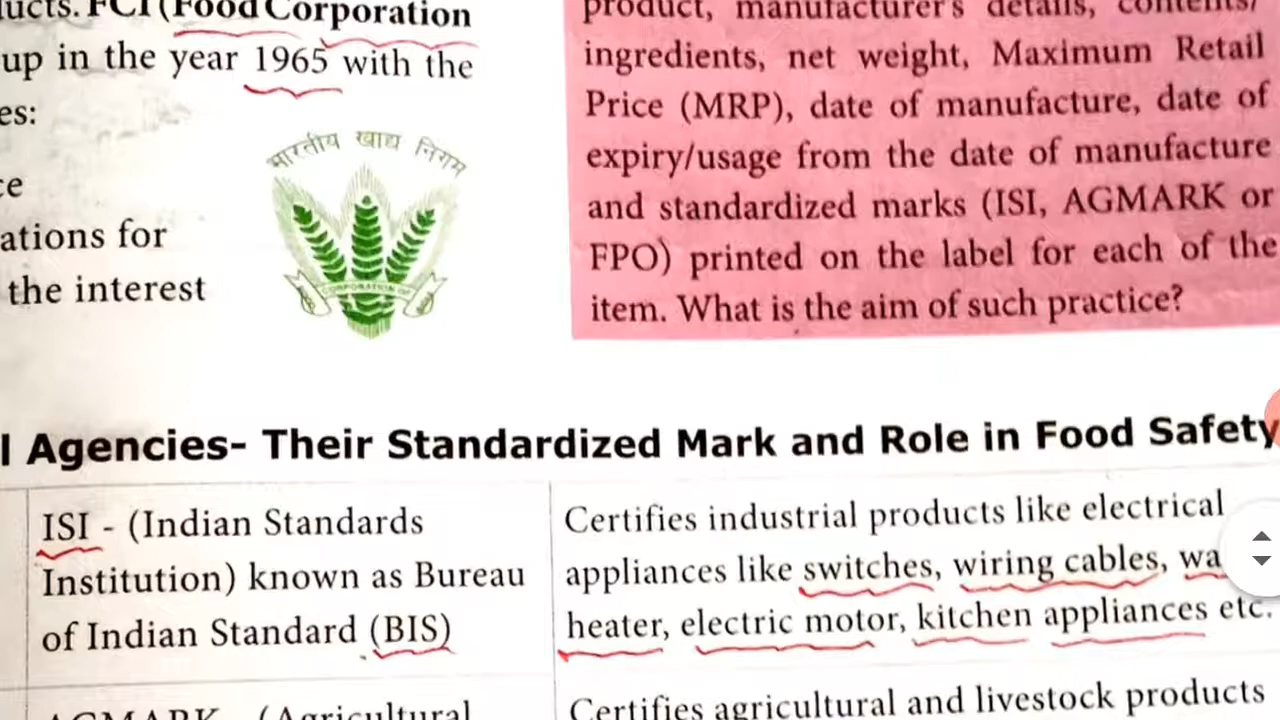 ucts. FCI (Food Corporation
up in the year 1965 with the
es:
ce
ations for
the interest
भारतीय खाद्य निगम
CORPORATION OF
product, manufacturer's details, contents/
ingredients, net weight, Maximum Retail
Price (MRP), date of manufacture, date of
expiry/usage from the date of manufacture
and standardized marks (ISI, AGMARK or
FPO) printed on the label for each of the
item. What is the aim of such practice?
l Agencies- Their Standardized Mark and Role in Food Safety
ISI - (Indian Standards
Institution) known as Bureau
of Indian Standard (BIS)
Certifies industrial products like electrical
appliances like switches, wiring cables, wa
heater, electric motor, kitchen appliances etc.
AGMARK - (Agricultural
Certifies agricultural and livestock products